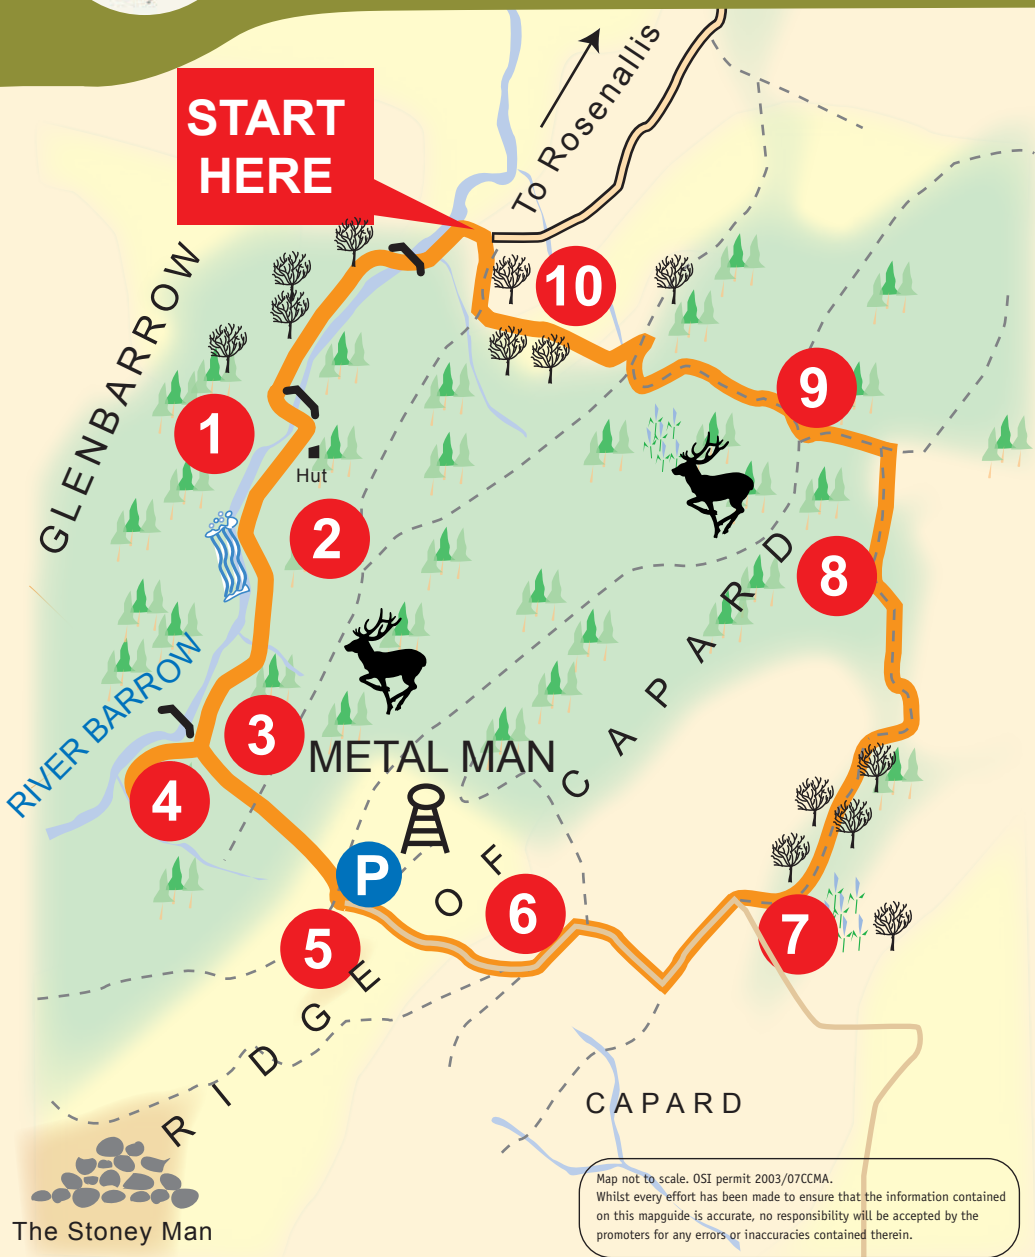 START
HERE
To Rosenallis
GLENBARROW
10
9
1
Hut
2
8
RIVER BARROW
3
METAL MAN
4
P
6
5
7
RIDGE OF CAPARD
CAPARD
The Stoney Man
Map not to scale. OSI permit 2003/07CCMA.
Whilst every effort has been made to ensure that the information contained
on this mapguide is accurate, no responsibility will be accepted by the
promoters for any errors or inaccuracies contained therein.